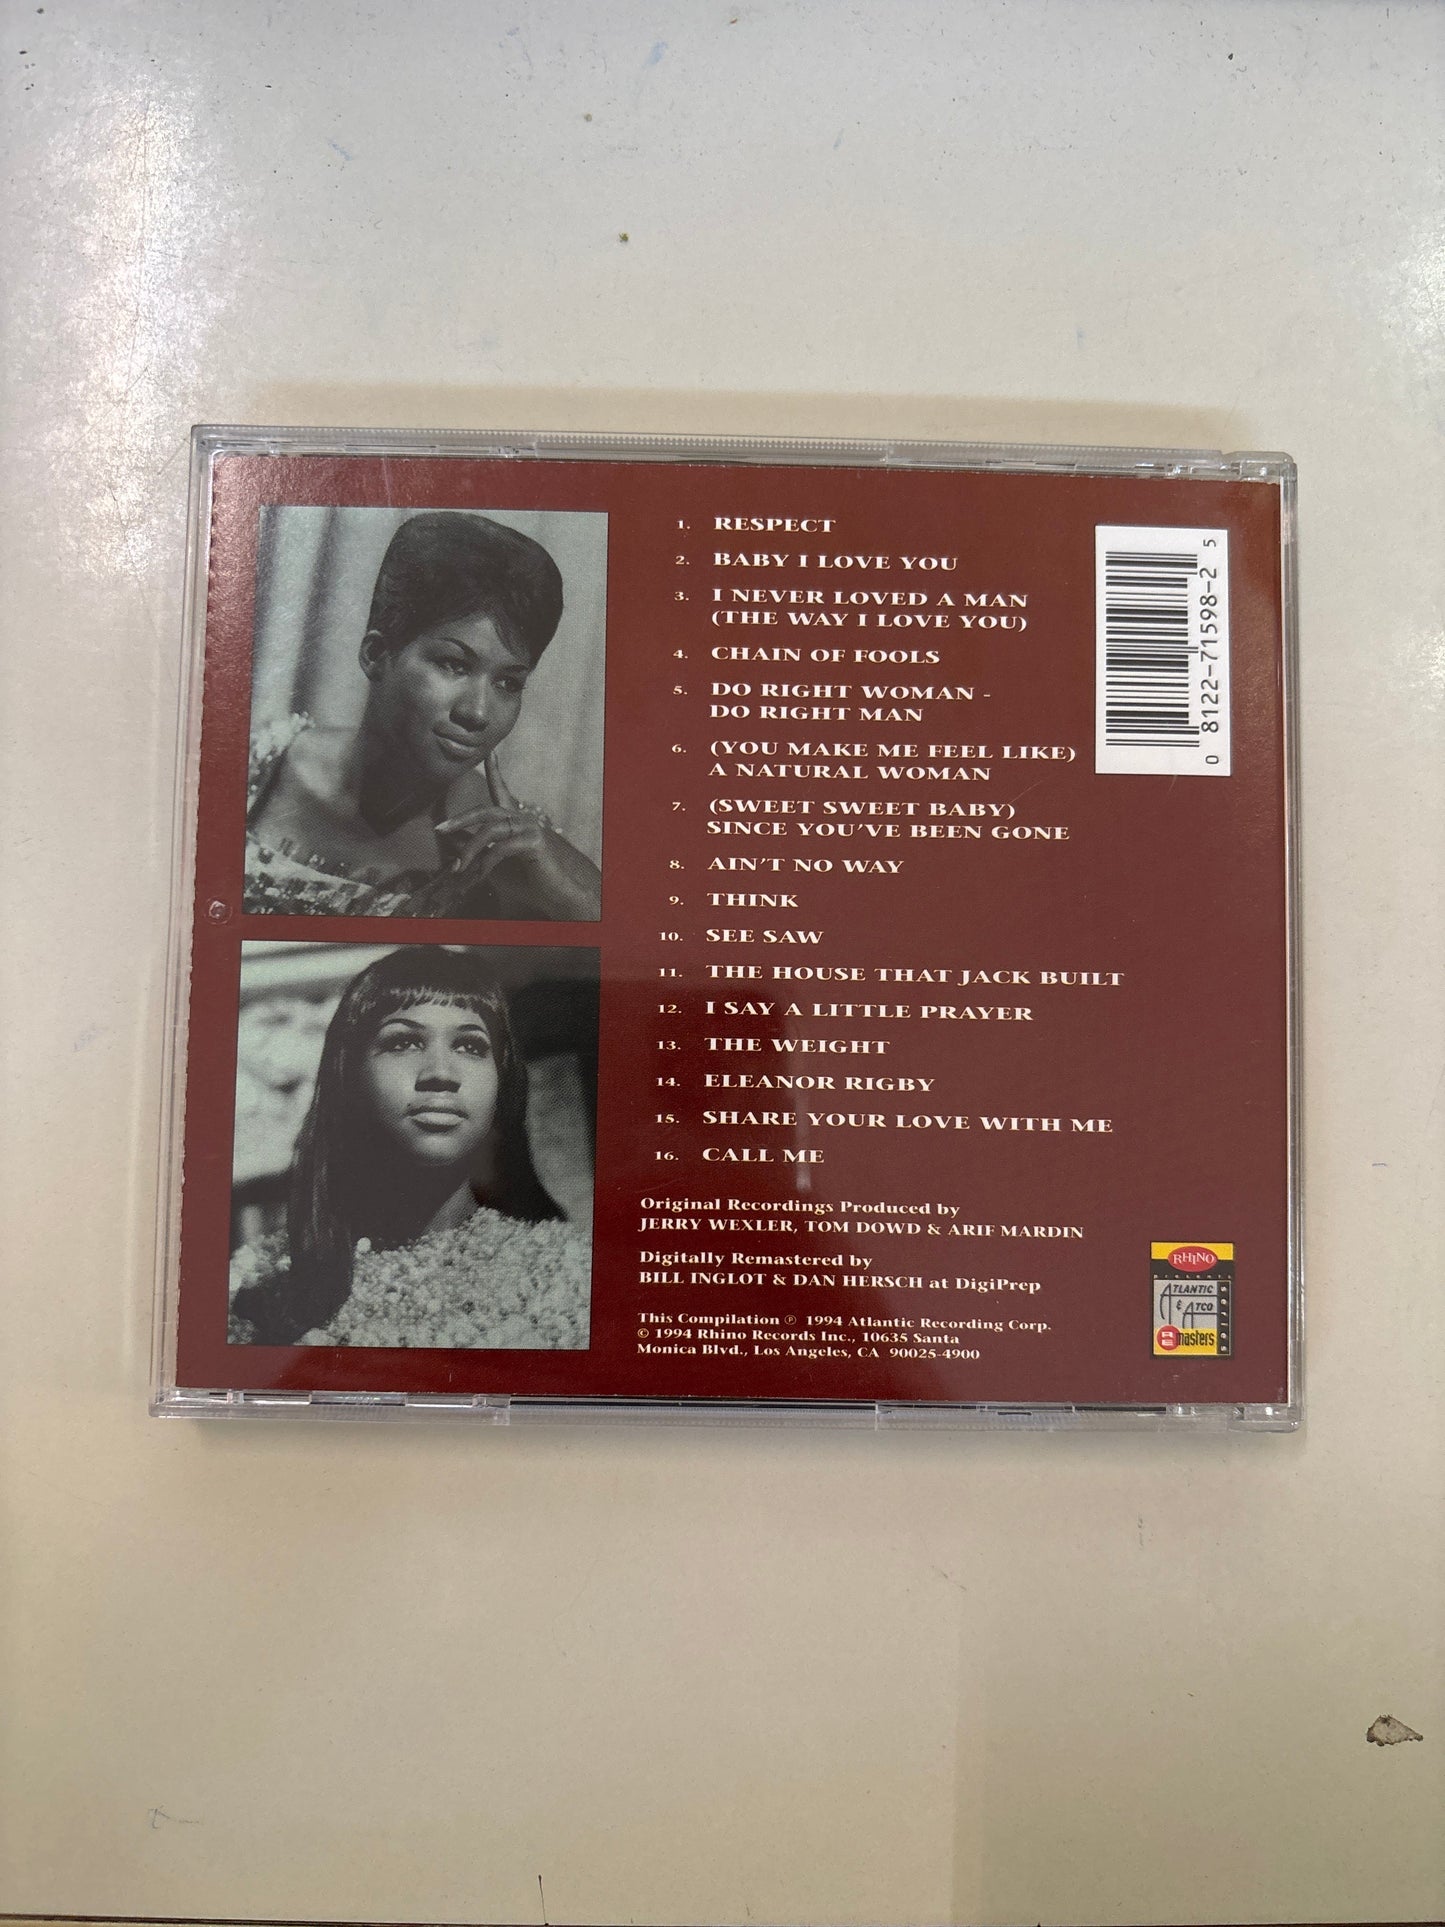 1. RESPECT
2. BABY I LOVE YOU
3. I NEVER LOVED A MAN
(THE WAY I LOVE YOU)
4. CHAIN OF FOOLS
5. DO RIGHT WOMAN -
DO RIGHT MAN
6. (YOU MAKE ME FEEL LIKE)
A NATURAL WOMAN
7. (SWEET SWEET BABY)
SINCE YOU'VE BEEN GONE
8. AIN'T NO WAY
9. THINK
10. SEE SAW
11. THE HOUSE THAT JACK BUILT
12. I SAY A LITTLE PRAYER
13. THE WEIGHT
14. ELEANOR RIGBY
15. SHARE YOUR LOVE WITH ME
16. CALL ME
Original Recordings Produced by
JERRY WEXLER, TOM DOWD & ARIF MARDIN
Digitally Remastered by
BILL INGLOT & DAN HERSCH at DigiPrep
This Compilation ℗ 1994 Atlantic Recording Corp.
© 1994 Rhino Records Inc., 10635 Santa
Monica Blvd., Los Angeles, CA 90025-4900
0 8122-71598-2 5
RHINO
presents
ATLANTIC
& ATCO
REmasters
series